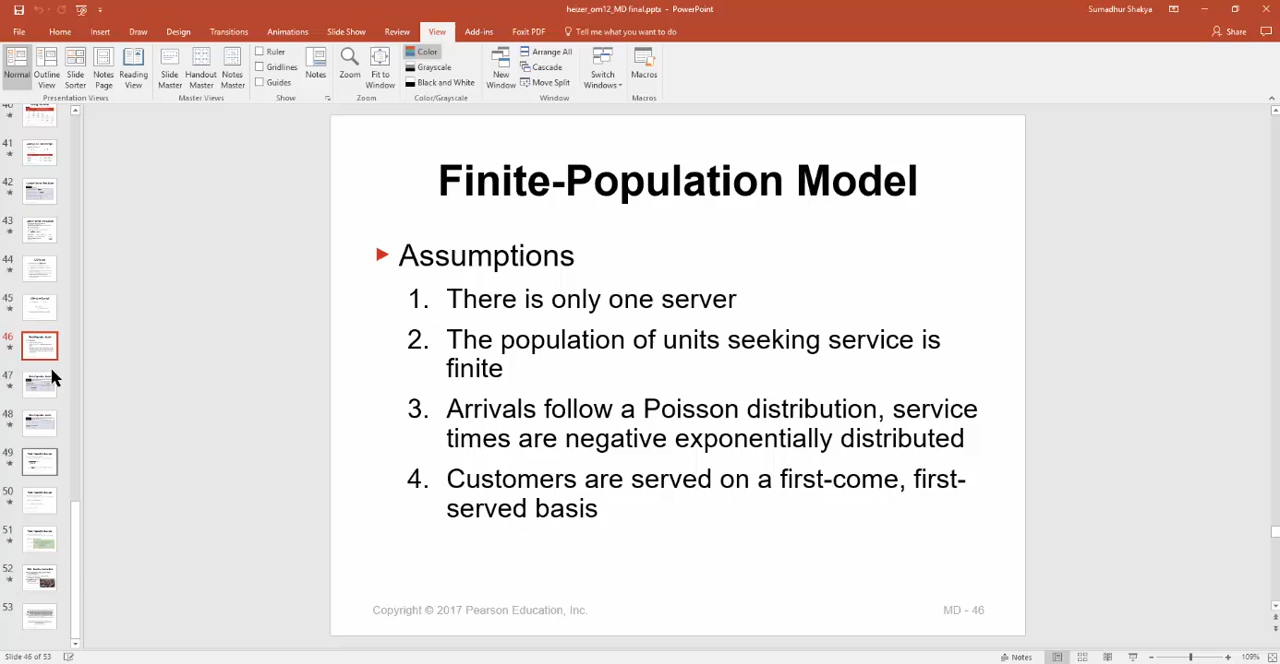 heizer_om12_MD final.pptx - PowerPoint
Sumadhur Shakya
File Home Insert Draw Design Transitions Animations Slide Show Review View Add-ins Foxit PDF Tell me what you want to do
Share
Normal Outline View Slide Sorter Notes Page Reading View
Presentation Views
Slide Master Handout Master Notes Master
Master Views
Ruler
Gridlines
Guides
Show
Notes
Zoom Fit to Window
Zoom
Color
Grayscale
Black and White
Color/Grayscale
New Window
Arrange All
Cascade
Move Split
Window
Switch Windows
Macros
Macros
40
41
42
43
44
45
46
47
48
49
50
51
52
53
Finite-Population Model
Assumptions
1. There is only one server
2. The population of units seeking service is
finite
3. Arrivals follow a Poisson distribution, service
times are negative exponentially distributed
4. Customers are served on a first-come, first-
served basis
Copyright © 2017 Pearson Education, Inc.
MD - 46
Slide 46 of 53
Notes
109%